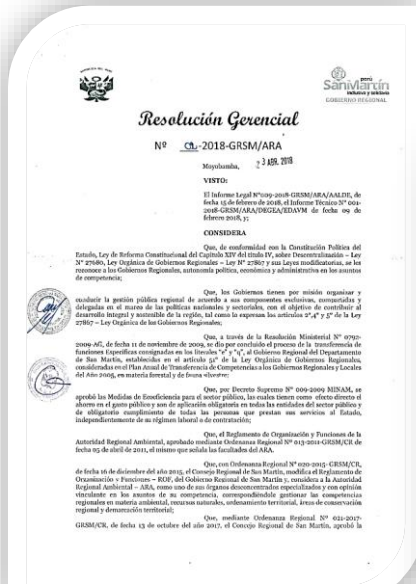 perú
SanMartín
GOBIERNO REGIONAL
Resolución Gerencial
Nº -2018-GRSM/ARA
Moyobamba, 23 ABR. 2018
VISTO:
El Informe Legal Nº009-2018-GRSM/ARA/AALDE, de
fecha 15 de febrero de 2018, el Informe Técnico Nº 001-
2018-GRSM/ARA/DEGEA/EDAVM de fecha 09 de
febrero 2018, y;
CONSIDERA
Que, de conformidad con la Constitución Política del
Estado, Ley de Reforma Constitucional del Capítulo XIV del título IV, sobre Descentralización – Ley
Nº 27680, Ley Orgánica de Gobiernos Regionales – Ley Nº 27867 y sus Leyes modificatorias, se les
reconoce a los Gobiernos Regionales, autonomía política, económica y administrativa en los asuntos
de competencia;
Que, los Gobiernos tienen por misión organizar y
conducir la gestión pública regional de acuerdo a sus componentes exclusivas, compartidas y
delegadas en el marco de las políticas nacionales y sectoriales, con el objetivo de contribuir al
desarrollo integral y sostenible de la región, tal como lo expresan los artículos 2º,4º y 5º de la Ley
27867 – Ley Orgánica de los Gobiernos Regionales;
Que, a través de la Resolución Ministerial Nº 0792-
2009-AG, de fecha 11 de noviembre de 2009, se dio por concluido el proceso de la transferencia de
funciones Específicas consignadas en los literales "e" y "q", al Gobierno Regional del Departamento
de San Martín, establecidas en el artículo 51º de la Ley Orgánica de Gobiernos Regionales,
consideradas en el Plan Anual de Transferencia de Competencias a los Gobiernos Regionales y Locales
del Año 2005, en materia forestal y de fauna silvestre;
Que, por Decreto Supremo Nº 009-2009 MINAM, se
aprobó las Medidas de Ecoeficiencia para el sector público, las cuales tienen como efecto directo el
ahorro en el gasto público y son de aplicación obligatoria en todas las entidades del sector público y
de obligatorio cumplimiento de todas las personas que prestan sus servicios al Estado,
independientemente de su régimen laboral o de contratación;
Que, el Reglamento de Organización y Funciones de la
Autoridad Regional Ambiental, aprobado mediante Ordenanza Regional Nº 013-2011-GRSM/CR de
fecha 05 de abril de 2011, el mismo que señala las facultades del ARA.
Que, con Ordenanza Regional Nº 020-2015- GRSM/CR,
de fecha 16 de diciembre del año 2015, el Consejo Regional de San Martín, modifica el Reglamento de
Organización y Funciones – ROF, del Gobierno Regional de San Martín y, considera a la Autoridad
Regional Ambiental – ARA, como uno de sus órganos desconcentrados especializados y con opinión
vinculante en los asuntos de su competencia, correspondiéndole gestionar las competencias
regionales en materia ambiental, recursos naturales, ordenamiento territorial, áreas de conservación
regional y demarcación territorial;
Que, mediante Ordenanza Regional Nº 021-2017-
GRSM/CR, de fecha 13 de octubre del año 2017, el Concejo Regional de San Martín, aprobó la